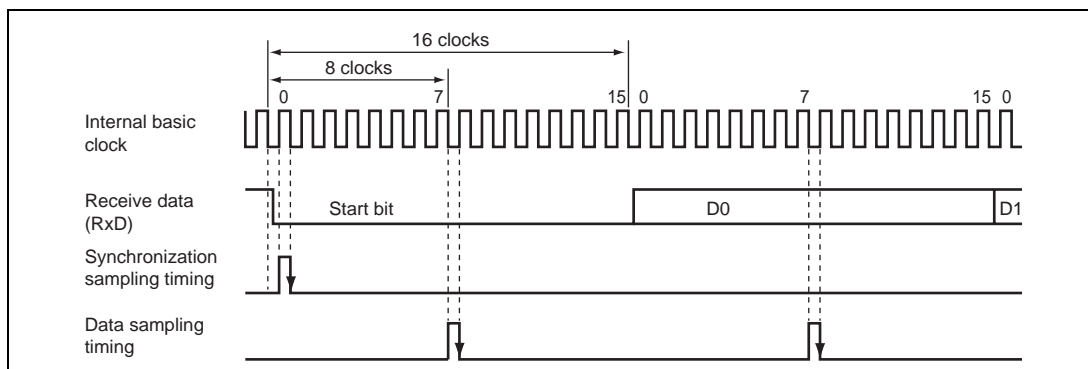 16 clocks
8 clocks
0 7 15 0 7 15 0
Internal basic
clock
Receive data
(RxD)
Start bit D0 D1
Synchronization
sampling timing
Data sampling
timing